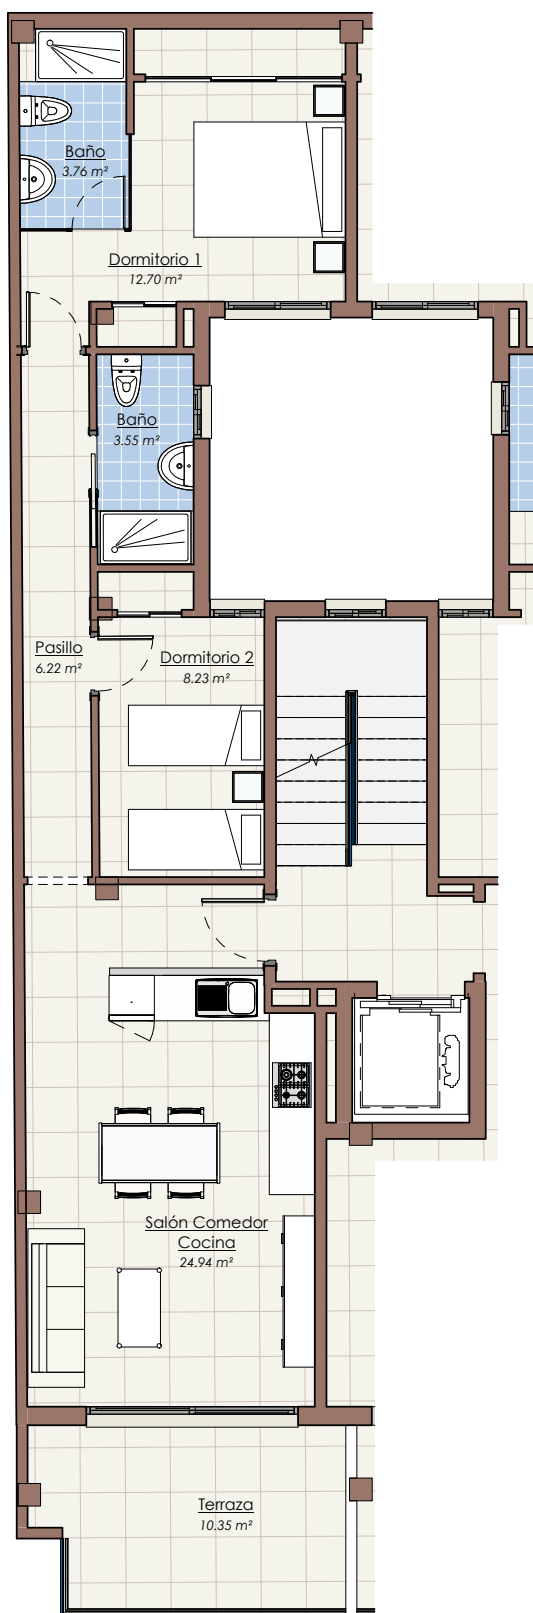 Baño
3.76 m²
Dormitorio 1
12.70 m²
Baño
3.55 m²
Pasillo
6.22 m²
Dormitorio 2
8.23 m²
Salón Comedor
Cocina
24.94 m²
Terraza
10.35 m²